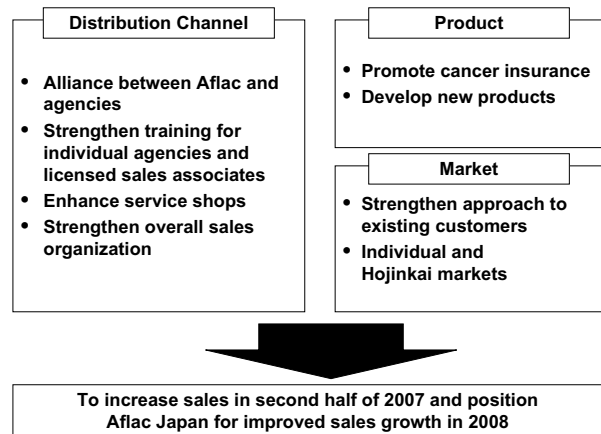 Distribution Channel
• Alliance between Aflac and
agencies
• Strengthen training for
individual agencies and
licensed sales associates
• Enhance service shops
• Strengthen overall sales
organization
Product
• Promote cancer insurance
• Develop new products
Market
• Strengthen approach to
existing customers
• Individual and
Hojinkai markets
To increase sales in second half of 2007 and position
Aflac Japan for improved sales growth in 2008